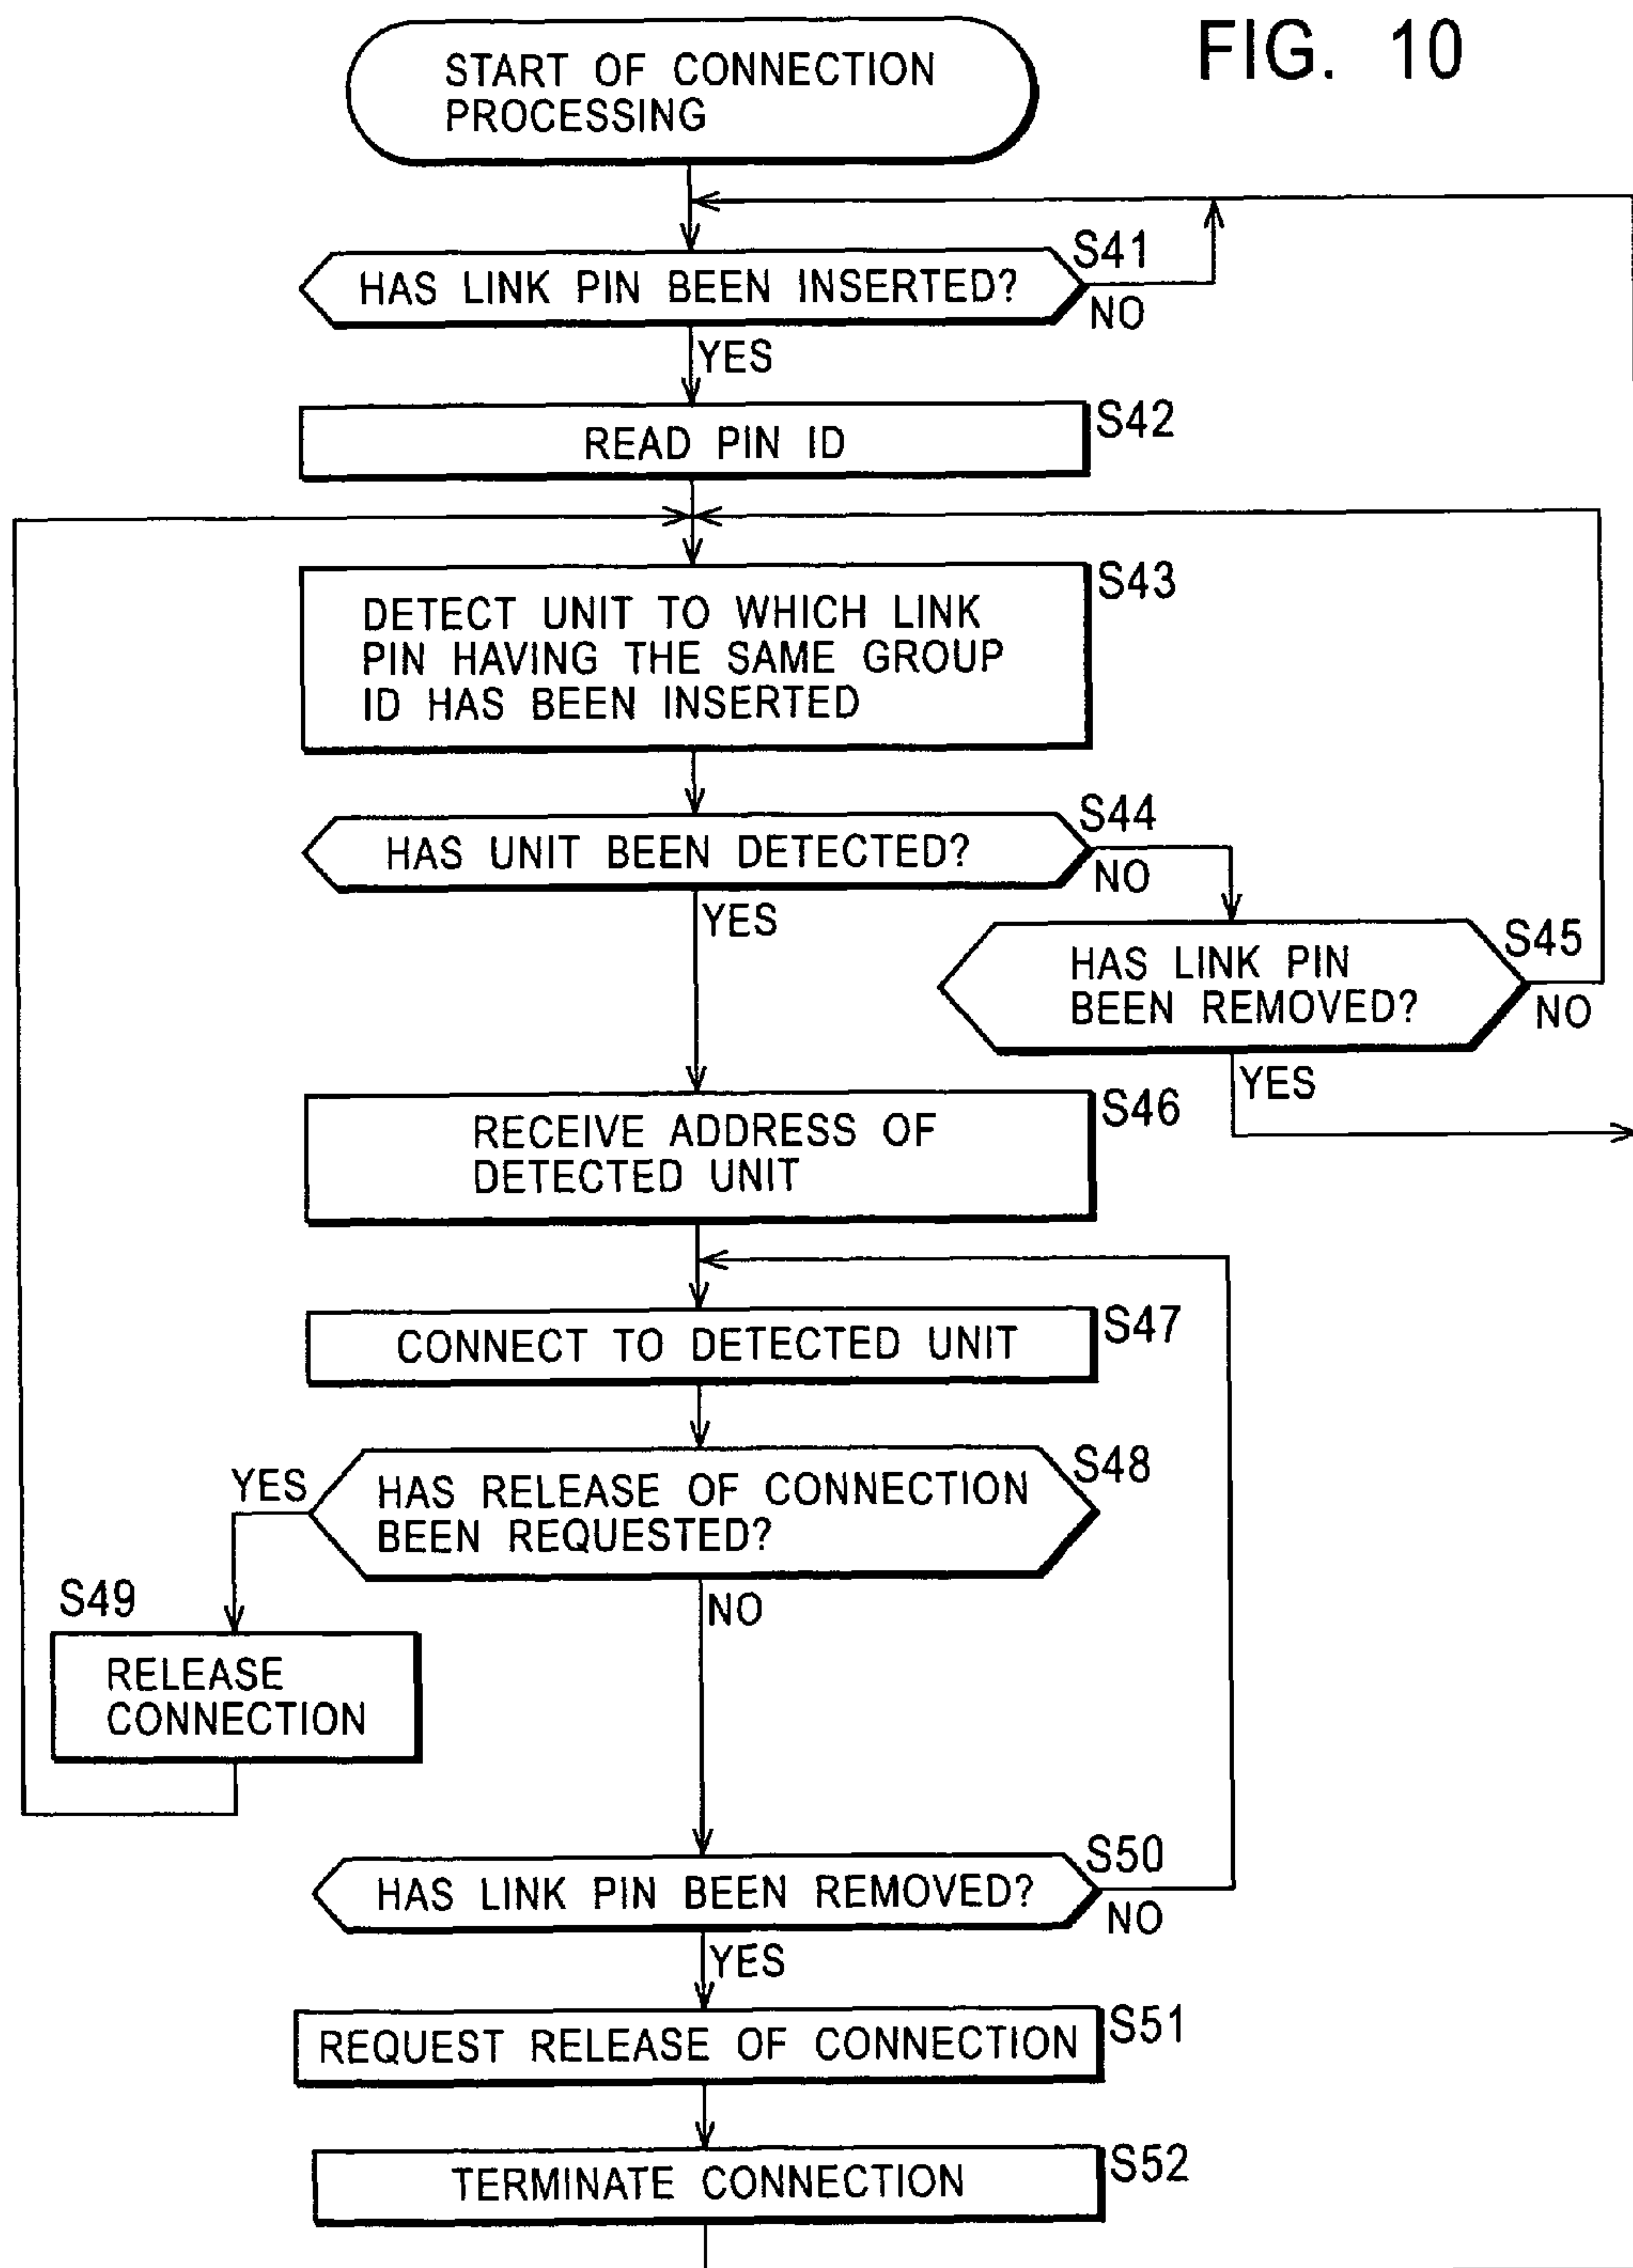 FIG. 10
START OF CONNECTION
PROCESSING
S41
HAS LINK PIN BEEN INSERTED?
NO
YES
S42
READ PIN ID
S43
DETECT UNIT TO WHICH LINK
PIN HAVING THE SAME GROUP
ID HAS BEEN INSERTED
S44
HAS UNIT BEEN DETECTED?
NO
YES
S45
HAS LINK PIN
BEEN REMOVED?
NO
YES
S46
RECEIVE ADDRESS OF
DETECTED UNIT
S47
CONNECT TO DETECTED UNIT
S48
YES
HAS RELEASE OF CONNECTION
BEEN REQUESTED?
NO
S49
RELEASE
CONNECTION
S50
HAS LINK PIN BEEN REMOVED?
NO
YES
S51
REQUEST RELEASE OF CONNECTION
S52
TERMINATE CONNECTION